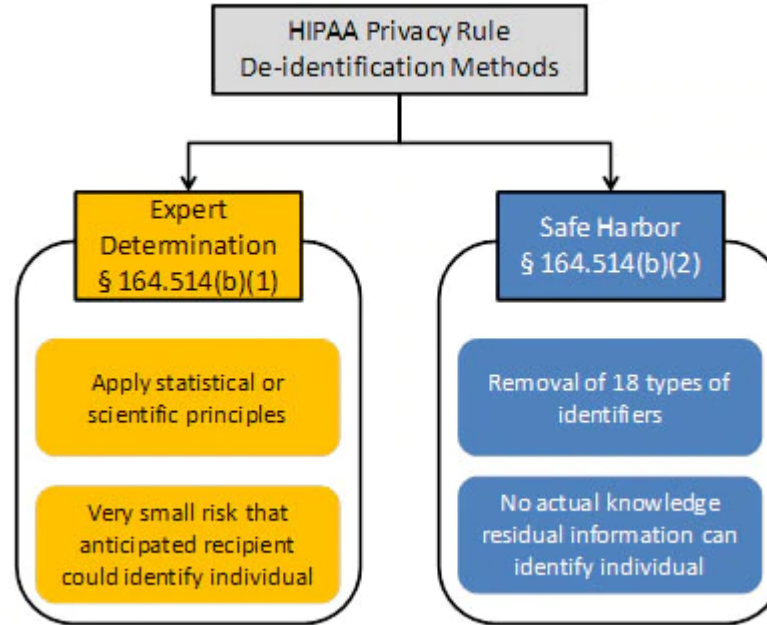 HIPAA Privacy Rule
De-identification Methods
Expert
Determination
§ 164.514(b)(1)
Apply statistical or
scientific principles
Very small risk that
anticipated recipient
could identify individual
Safe Harbor
§ 164.514(b)(2)
Removal of 18 types of
identifiers
No actual knowledge
residual information can
identify individual